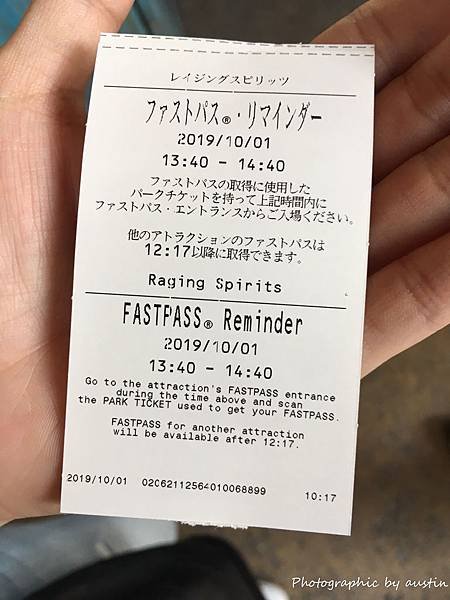 レイジングスピリッツ
ファストパス®・リマインダー
2019/10/01
13:40 - 14:40
ファストパスの取得に使用した
パークチケットを持って上記時間内に
ファストパス・エントランスからご入場ください。
他のアトラクションのファストパスは
12:17以降に取得できます。
Raging Spirits
FASTPASS® Reminder
2019/10/01
13:40 - 14:40
Go to the attraction's FASTPASS entrance
during the time above and scan
the PARK TICKET used to get your FASTPASS.
FASTPASS for another attraction
will be available after 12:17.
2019/10/01 02062112564010068899 10:17
Photographic by austin